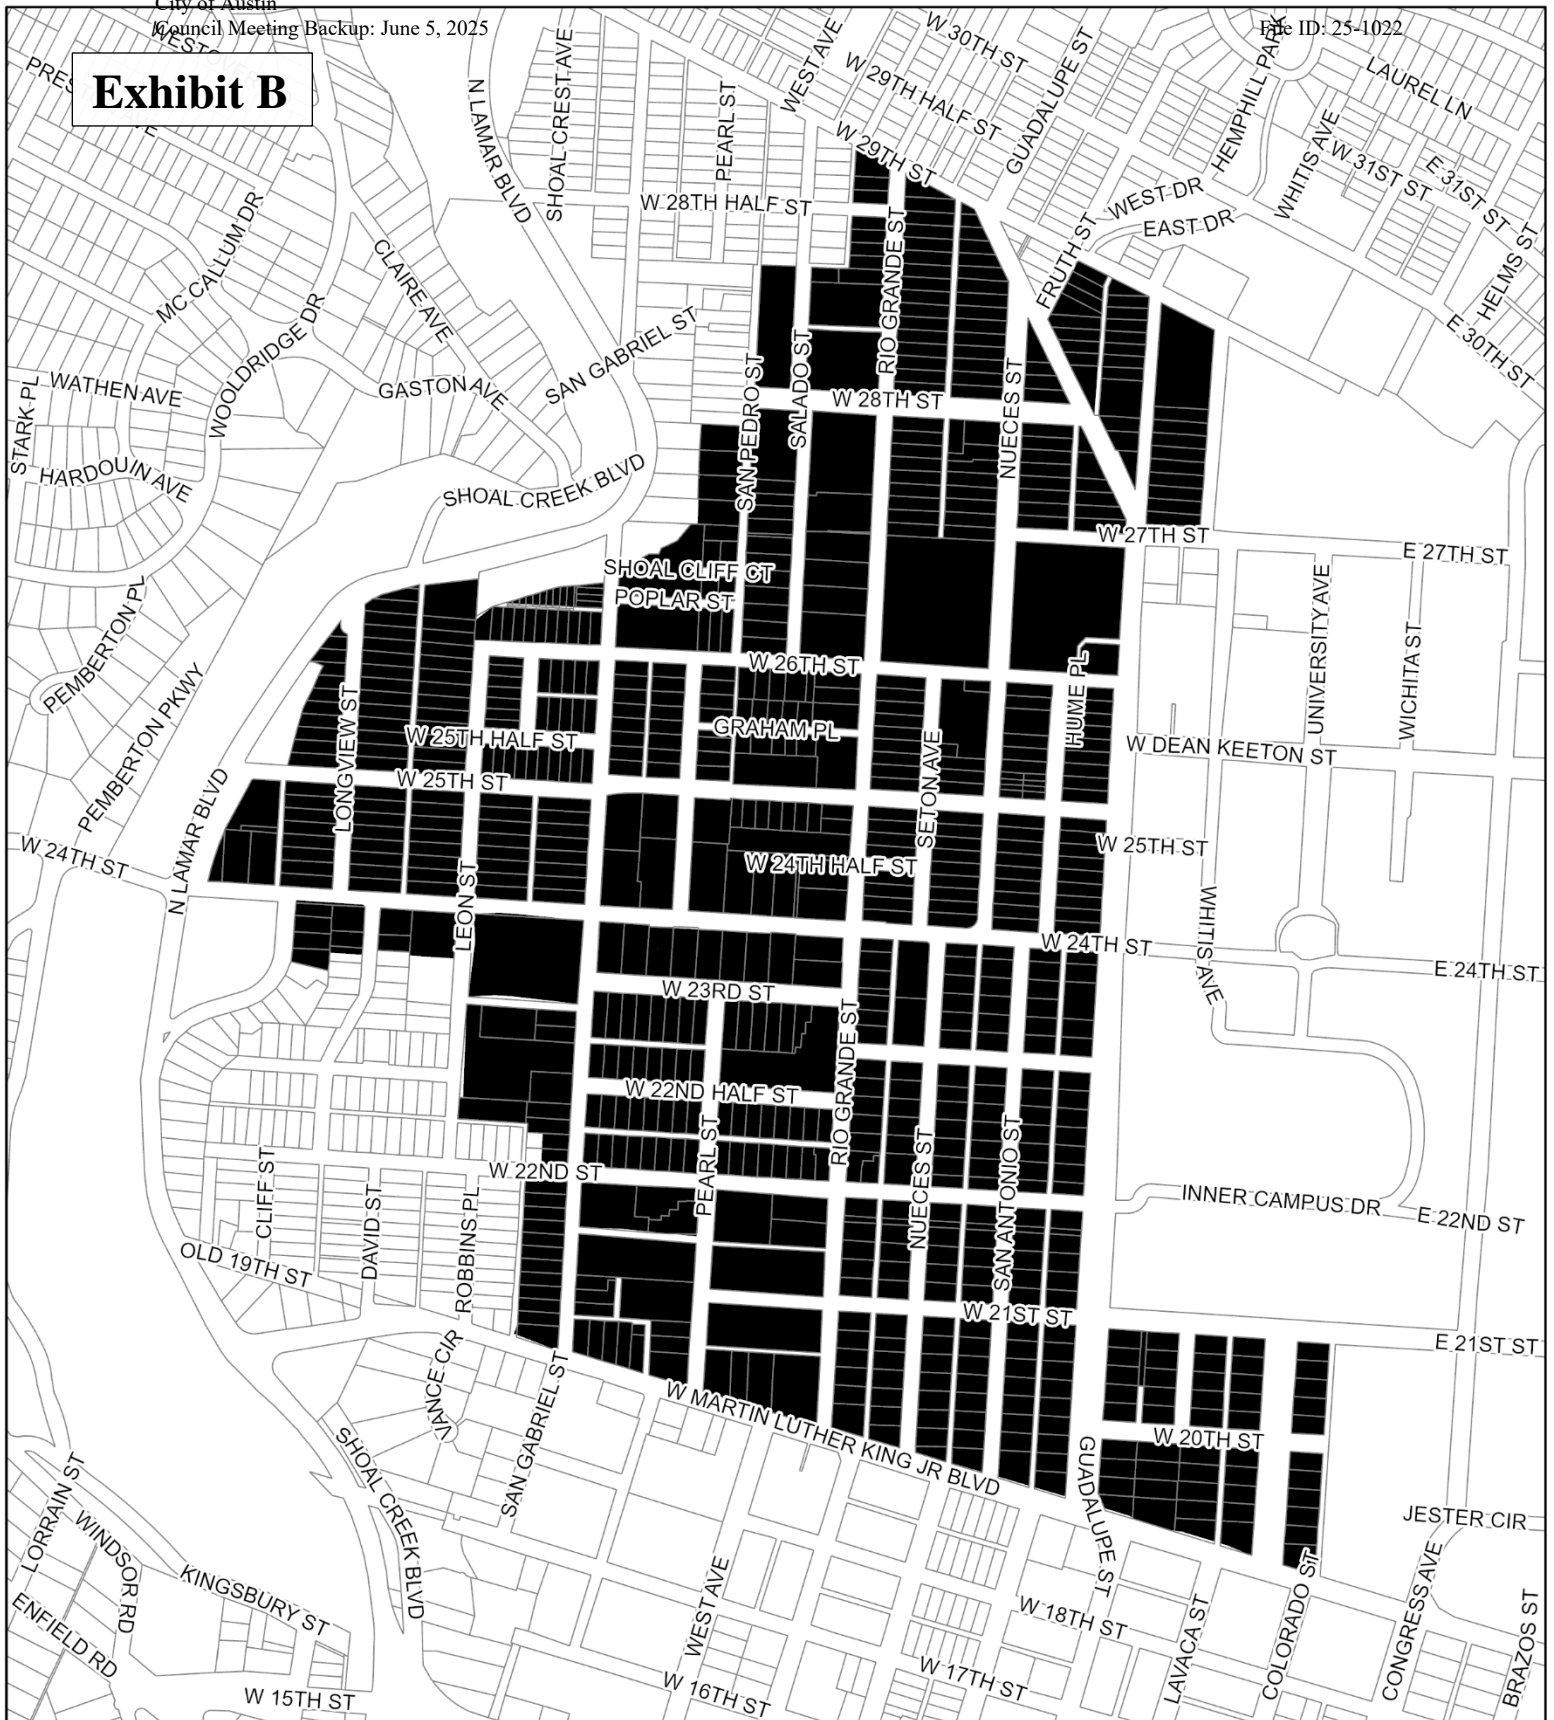 City of Austin
Council Meeting Backup: June 5, 2025
File ID: 25-1022
Exhibit B
WEST AVE
W 30TH ST
GUADALUPE ST
HEMPHILL PARK
LAUREL LN
N LAMAR BLVD
SHOAL CREST AVE
PEARL ST
W 29TH HALF ST
W 29TH ST
WHITIS AVE
W 31ST ST
E 31ST ST
HELMS ST
MC CALLUM DR
W 28TH HALF ST
RIO GRANDE ST
FRUTH ST
WEST DR
EAST DR
CLAIRE AVE
WOOLDRIDGE DR
SAN GABRIEL ST
E 30TH ST
STARK PL
WATHEN AVE
GASTON AVE
SAN PEDRO ST
SALADO ST
W 28TH ST
NUECES ST
HARDOUIN AVE
SHOAL CREEK BLVD
W 27TH ST
E 27TH ST
SHOAL CLIFF CT
POPLAR ST
PEMBERTON PL
UNIVERSITY AVE
WICHITA ST
W 26TH ST
HUME PL
PEMBERTON PKWY
LONGVIEW ST
W 25TH HALF ST
GRAHAM PL
SETON AVE
W DEAN KEETON ST
W 25TH ST
N LAMAR BLVD
W 24TH ST
LEON ST
W 24TH HALF ST
W 25TH ST
WHITIS AVE
W 24TH ST
E 24TH ST
W 23RD ST
RIO GRANDE ST
W 22ND HALF ST
PEARL ST
NUECES ST
SAN ANTONIO ST
CLIFF ST
DAVID ST
ROBBINS PL
W 22ND ST
INNER CAMPUS DR
E 22ND ST
OLD 19TH ST
W 21ST ST
E 21ST ST
VANCE CIR
SAN GABRIEL ST
W MARTIN LUTHER KING JR BLVD
W 20TH ST
GUADALUPE ST
SHOAL CREEK BLVD
LORRAIN ST
WINDSOR RD
KINGSBURY ST
ENFIELD RD
JESTER CIR
WEST AVE
W 18TH ST
LAVACA ST
COLORADO ST
CONGRESS AVE
BRAZOS ST
W 15TH ST
W 16TH ST
W 17TH ST